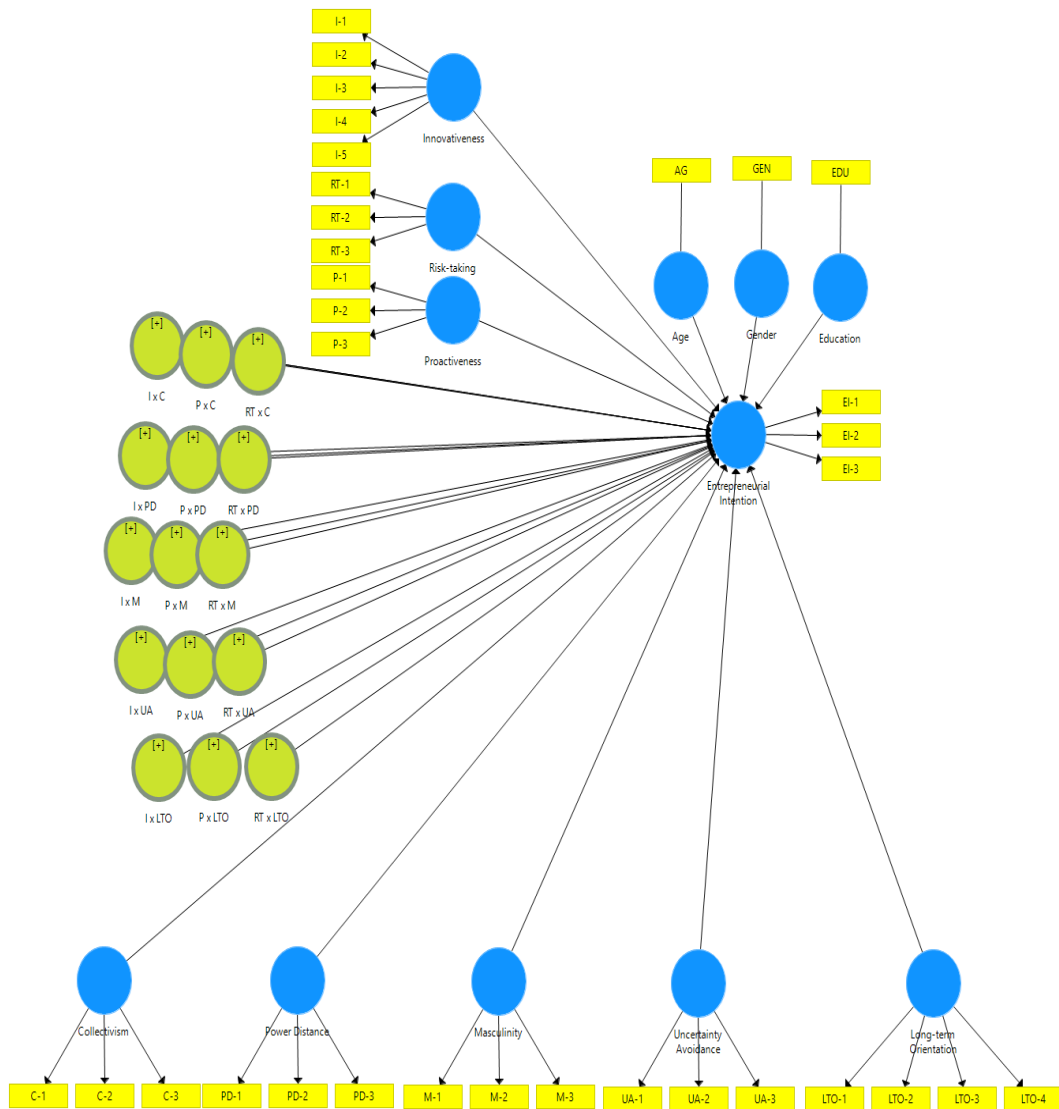 I-1
I-2
I-3
I-4
I-5
Innovativeness
RT-1
RT-2
RT-3
Risk-taking
P-1
P-2
P-3
Proactiveness
AG
GEN
EDU
Age
Gender
Education
[+]
[+]
[+]
I x C
P x C
RT x C
EI-1
EI-2
EI-3
Entrepreneurial
Intention
[+]
[+]
[+]
I x PD
P x PD
RT x PD
[+]
[+]
[+]
I x M
P x M
RT x M
[+]
[+]
[+]
I x UA
P x UA
RT x UA
[+]
[+]
[+]
I x LTO
P x LTO
RT x LTO
Collectivism
Power Distance
Masculinity
Uncertainty
Avoidance
Long-term
Orientation
C-1
C-2
C-3
PD-1
PD-2
PD-3
M-1
M-2
M-3
UA-1
UA-2
UA-3
LTO-1
LTO-2
LTO-3
LTO-4